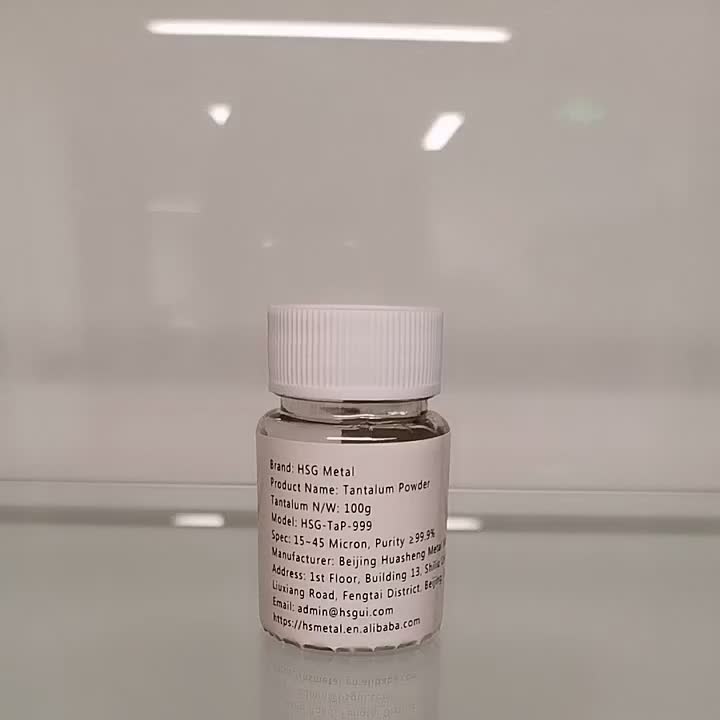 Brand: HSG Metal
Product Name: Tantalum Powder
Tantalum N/W: 100g
Model: HSG-TaP-999
Spec: 15~45 Micron, Purity ≥99.9%
Manufacturer: Beijing Huasheng Metal
Address: 1st Floor, Building 13,
Liuxiang Road, Fengtai District, Beijing
Email: admin@hsgui.com
https://hsmetal.en.alibaba.com